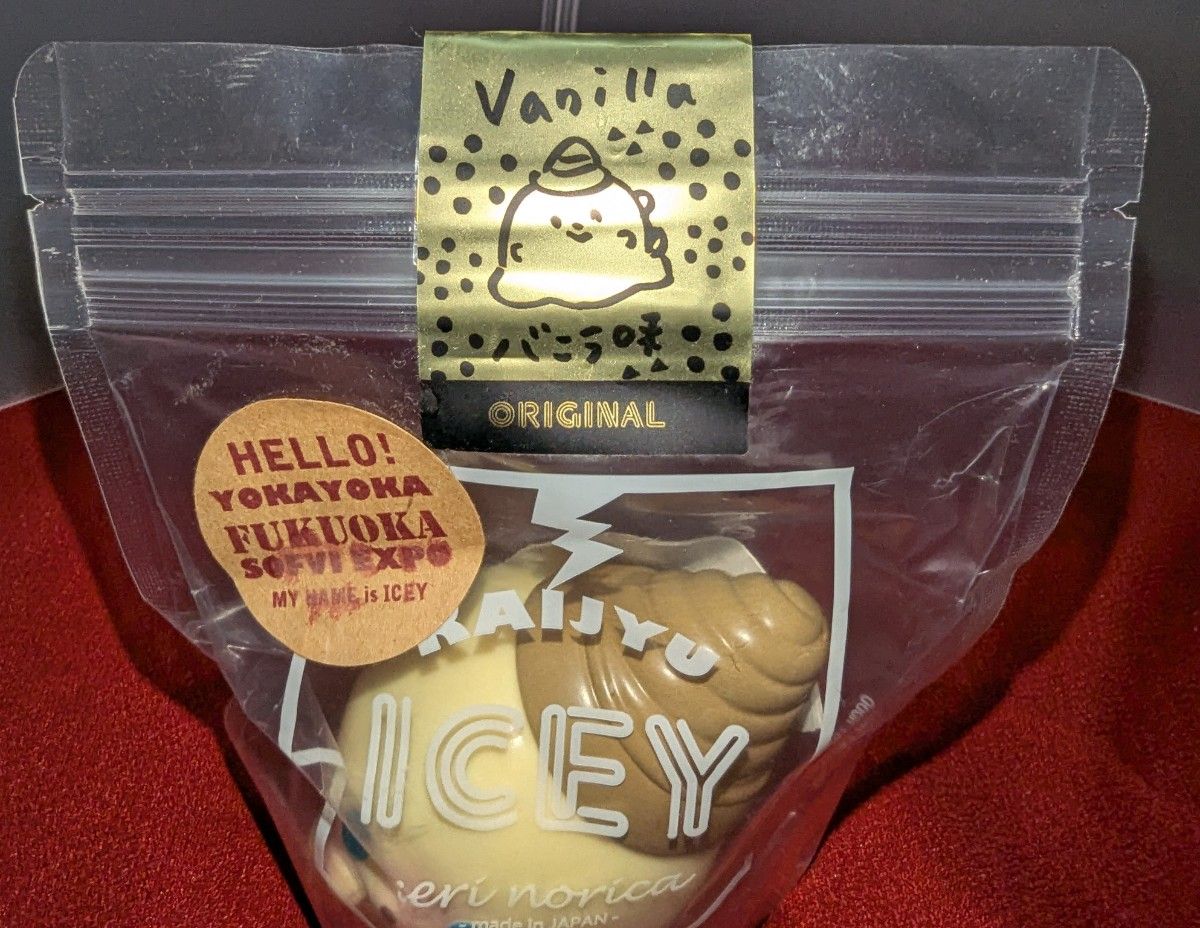 Vanilla
バニラ味
ORIGINAL
HELLO!
YOKAYOKA
FUKUOKA
SOFVI EXPO
MY NAME is ICEY
KAIJYU
ICEY
ieri norica
- made in JAPAN -